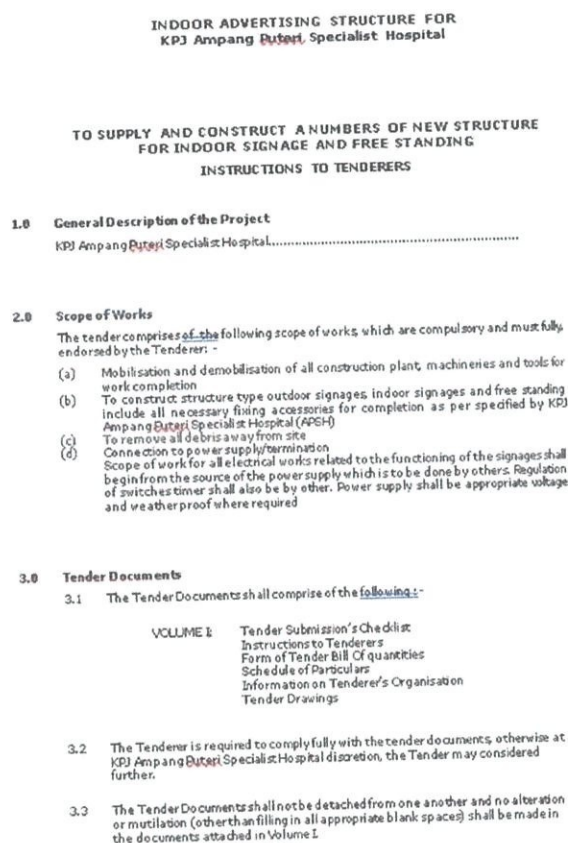 INDOOR ADVERTISING STRUCTURE FOR
KPJ Ampang Puteri Specialist Hospital
TO SUPPLY AND CONSTRUCT A NUMBERS OF NEW STRUCTURE
FOR INDOOR SIGNAGE AND FREE STANDING
INSTRUCTIONS TO TENDERERS
1.0 General Description of the Project
KPJ Ampang Puteri Specialist Hospital..............................................................
2.0 Scope of Works
The tender comprises of the following scope of works, which are compulsory and must fully,
endorsed by the Tenderer: -
(a) Mobilisation and demobilisation of all construction plant, machineries and tools for
work completion
(b) To construct structure type outdoor signages, indoor signages and free standing
include all necessary fixing accessories for completion as per specified by KPJ
Ampang Puteri Specialist Hospital (APSH)
(c) To remove all debris away from site
(d) Connection to power supply/termination
Scope of work for all electrical works related to the functioning of the signages shall
begin from the source of the power supply which is to be done by others. Regulation
of switches timer shall also be by other. Power supply shall be appropriate voltage
and weather proof where required
3.0 Tender Documents
3.1 The Tender Documents shall comprise of the following :-
VOLUME I: Tender Submission's Checklist
Instructions to Tenderers
Form of Tender Bill Of quantities
Schedule of Particulars
Information on Tenderer's Organisation
Tender Drawings
3.2 The Tenderer is required to comply fully with the tender documents, otherwise at
KPJ Ampang Puteri Specialist Hospital discretion, the Tender may considered
further.
3.3 The Tender Documents shall not be detached from one another and no alteration
or mutilation (other than filling in all appropriate blank spaces) shall be made in
the documents attached in Volume I.